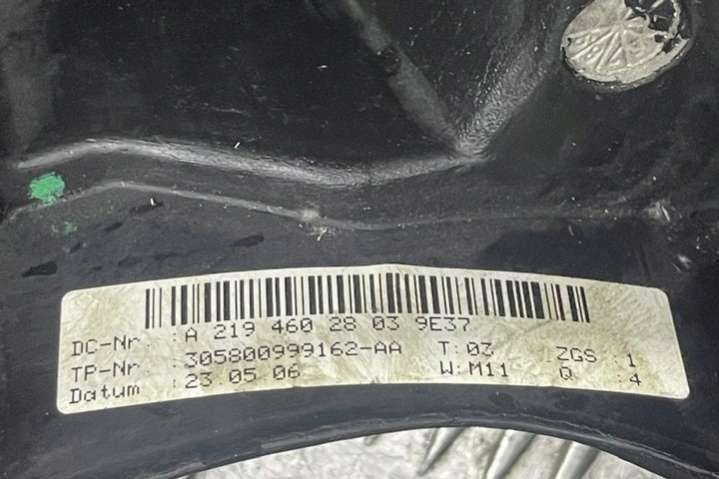 DC-Nr : A 219 460 28 03 9E37
TP-Nr : 305800999162-AA T:03 ZGS :1
Datum :23.05.06 W:M11 Q :4